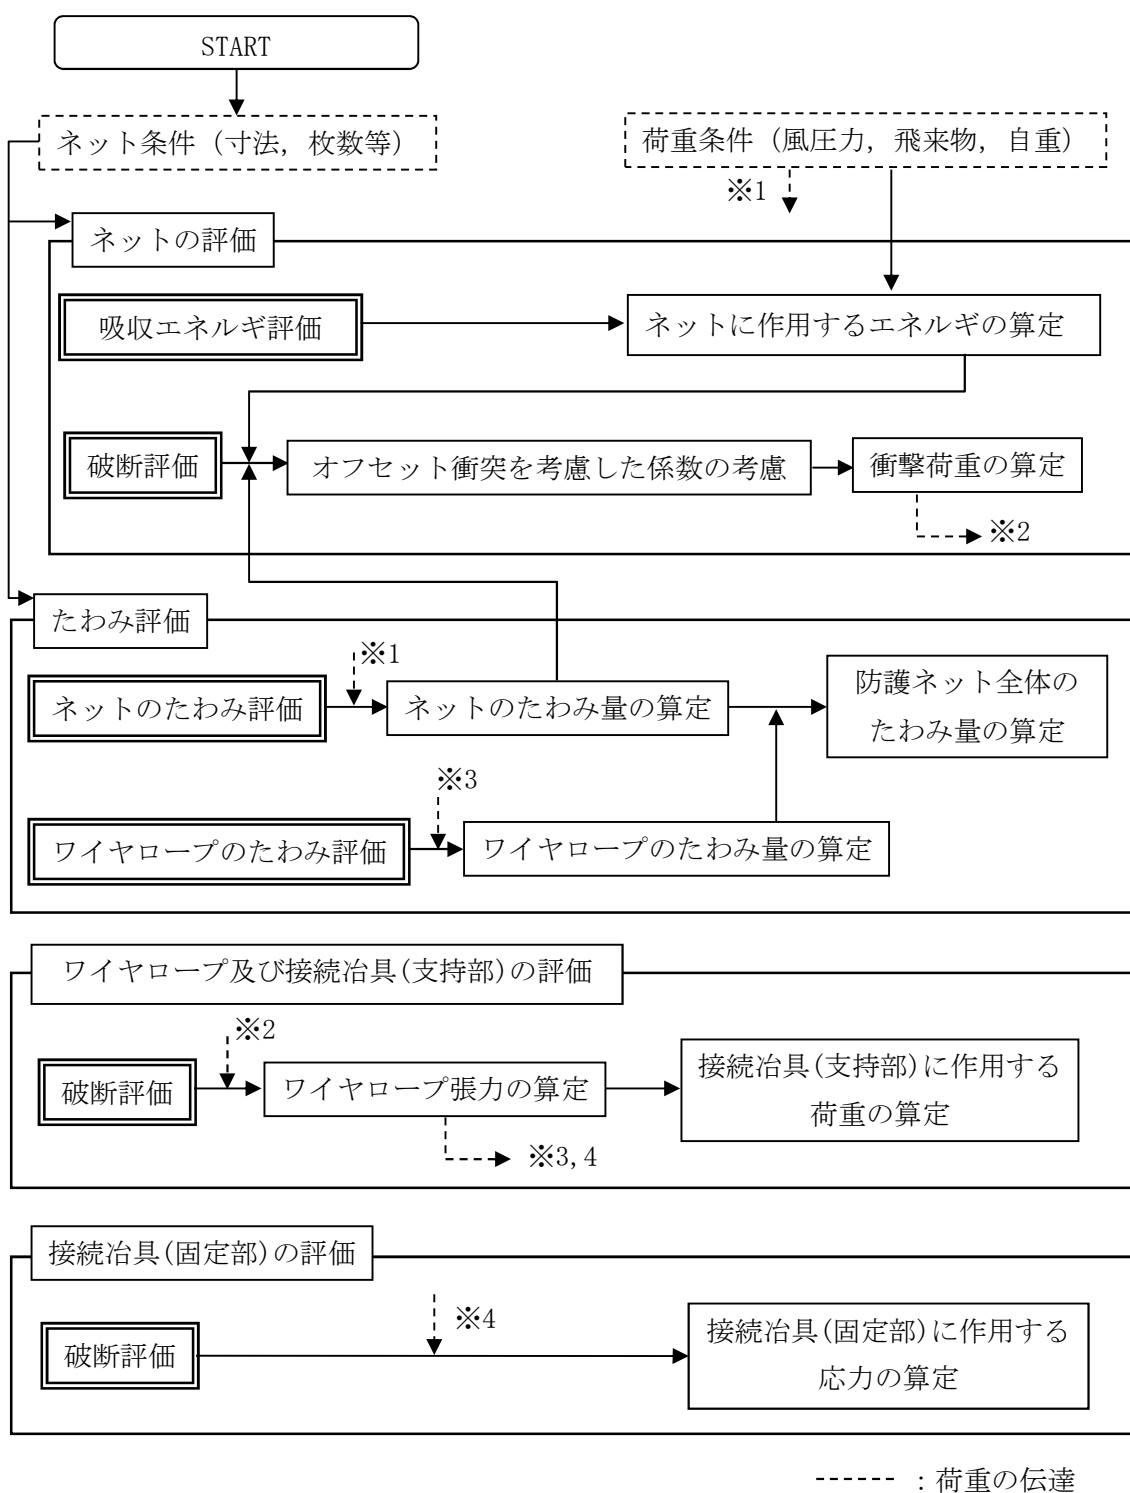 START
ネット条件（寸法，枚数等）
荷重条件（風圧力，飛来物，自重）
※1
ネットの評価
吸収エネルギ評価
ネットに作用するエネルギの算定
破断評価
オフセット衝突を考慮した係数の考慮
衝撃荷重の算定
※2
たわみ評価
※1
ネットのたわみ評価
ネットのたわみ量の算定
防護ネット全体の
たわみ量の算定
※3
ワイヤロープのたわみ評価
ワイヤロープのたわみ量の算定
ワイヤロープ及び接続冶具(支持部)の評価
※2
破断評価
ワイヤロープ張力の算定
接続冶具(支持部)に作用する
荷重の算定
※3,4
接続冶具(固定部)の評価
※4
破断評価
接続冶具(固定部)に作用する
応力の算定
：荷重の伝達